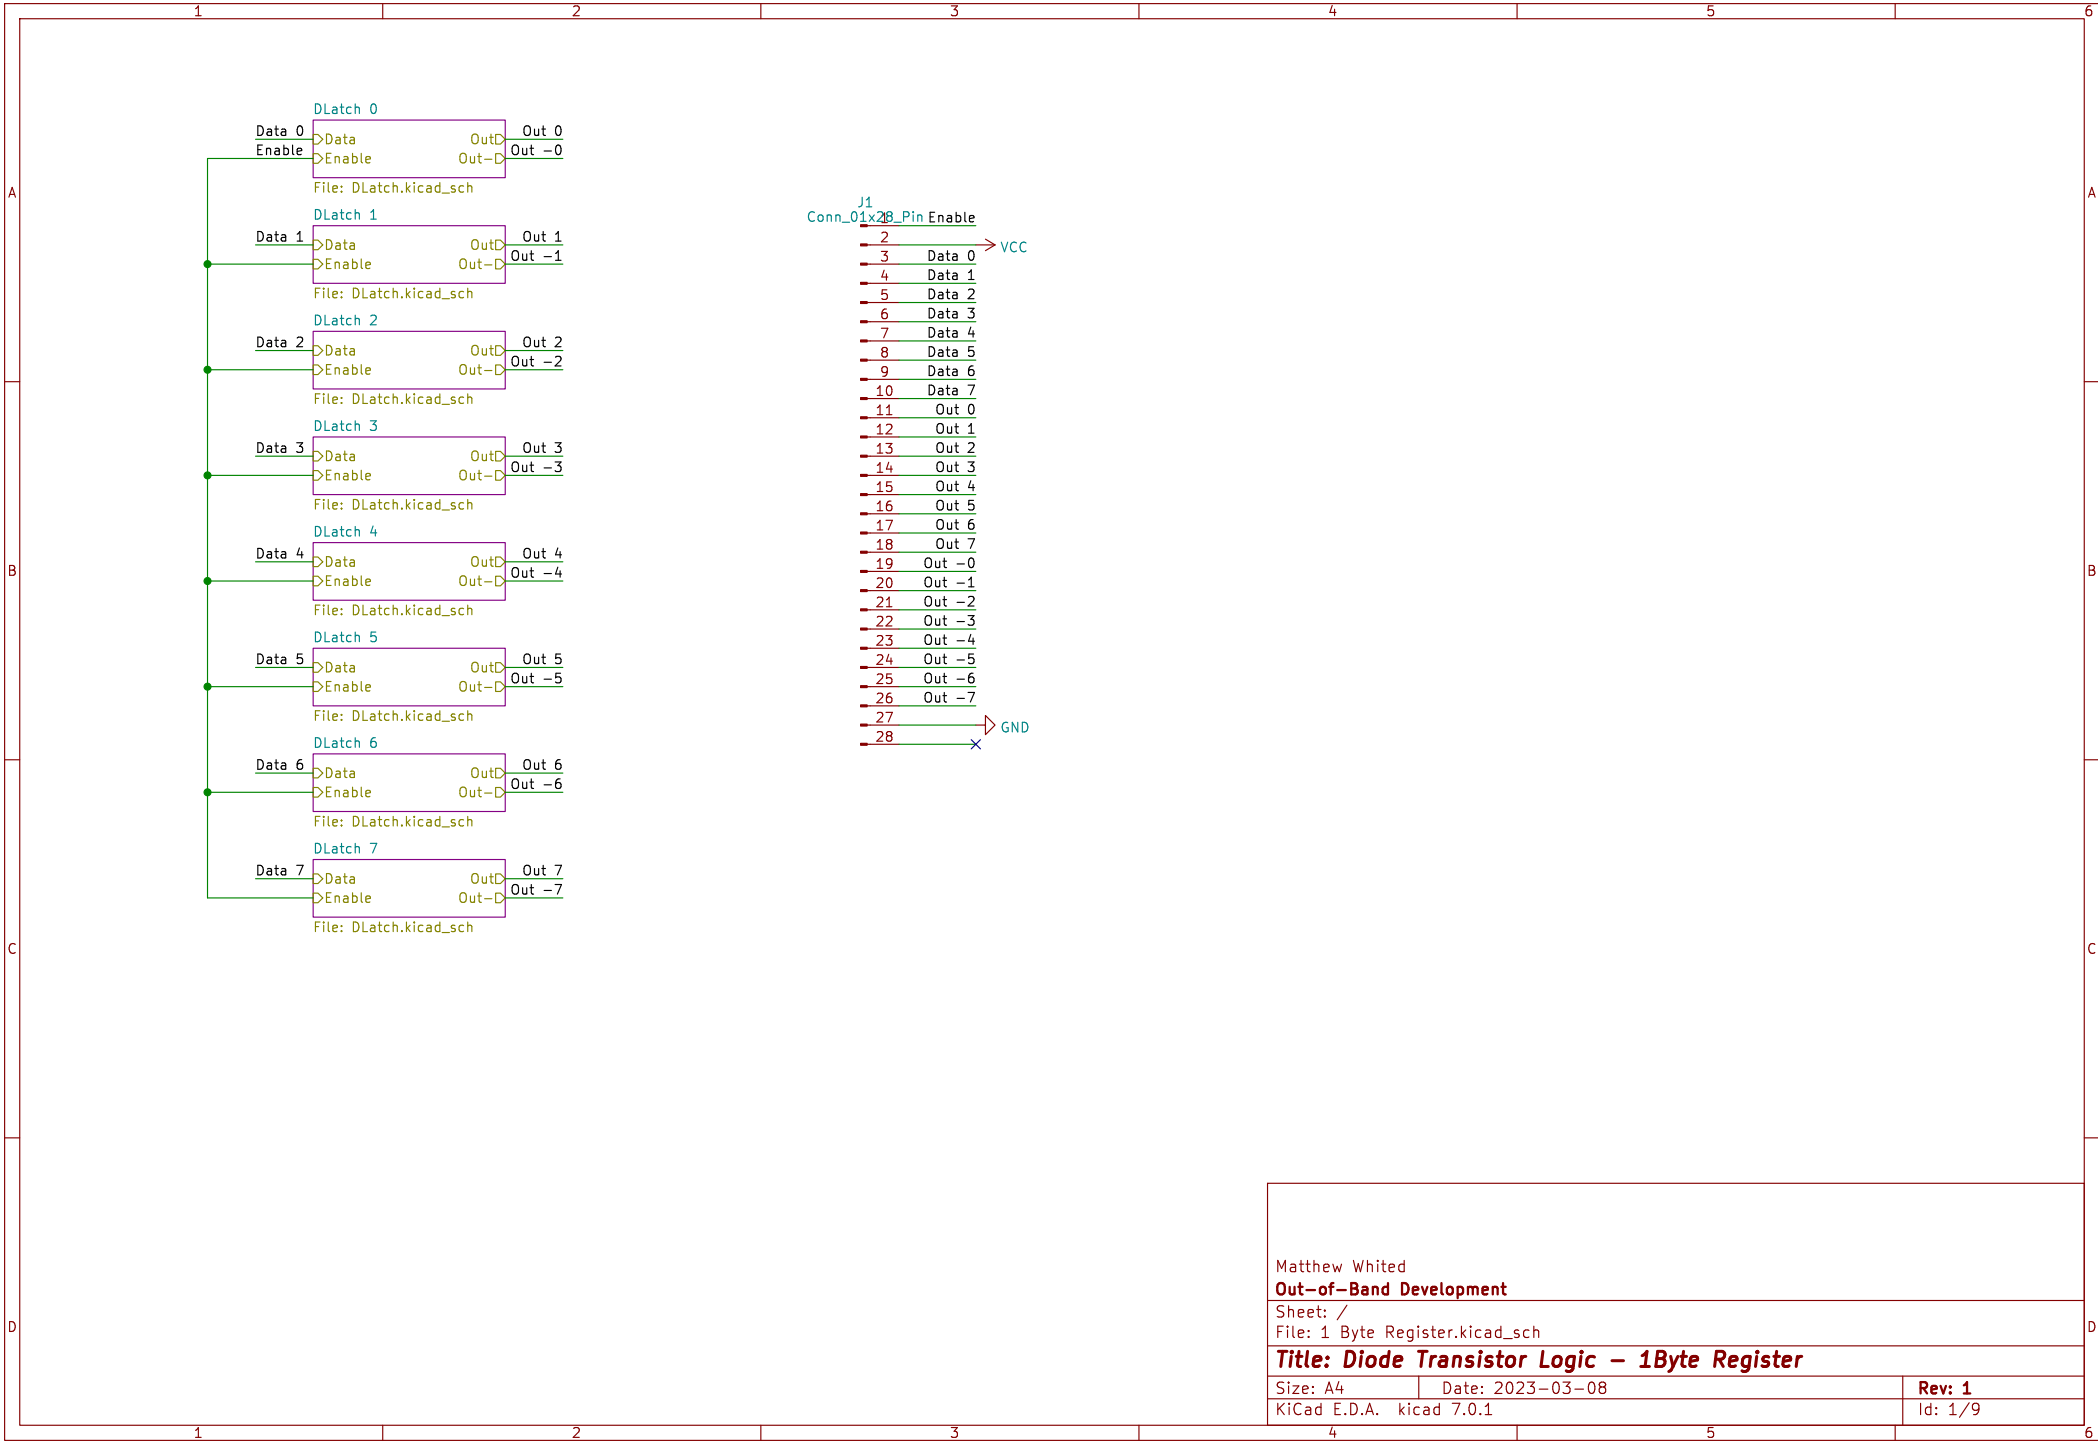 1 2 3 4 5 6
DLatch 0
Data 0 Data Out Out 0
Enable Enable Out- Out -0
File: DLatch.kicad_sch
DLatch 1
Data 1 Data Out Out 1
Enable Out- Out -1
File: DLatch.kicad_sch
DLatch 2
Data 2 Data Out Out 2
Enable Out- Out -2
File: DLatch.kicad_sch
DLatch 3
Data 3 Data Out Out 3
Enable Out- Out -3
File: DLatch.kicad_sch
DLatch 4
Data 4 Data Out Out 4
Enable Out- Out -4
File: DLatch.kicad_sch
DLatch 5
Data 5 Data Out Out 5
Enable Out- Out -5
File: DLatch.kicad_sch
DLatch 6
Data 6 Data Out Out 6
Enable Out- Out -6
File: DLatch.kicad_sch
DLatch 7
Data 7 Data Out Out 7
Enable Out- Out -7
File: DLatch.kicad_sch
J1
Conn_01x28_Pin
1 Enable
2 VCC
3 Data 0
4 Data 1
5 Data 2
6 Data 3
7 Data 4
8 Data 5
9 Data 6
10 Data 7
11 Out 0
12 Out 1
13 Out 2
14 Out 3
15 Out 4
16 Out 5
17 Out 6
18 Out 7
19 Out -0
20 Out -1
21 Out -2
22 Out -3
23 Out -4
24 Out -5
25 Out -6
26 Out -7
27 GND
28
A A
B B
C C
D D
Matthew Whited
Out-of-Band Development
Sheet: /
File: 1 Byte Register.kicad_sch
Title: Diode Transistor Logic - 1Byte Register
Size: A4 Date: 2023-03-08 Rev: 1
KiCad E.D.A. kicad 7.0.1 Id: 1/9
1 2 3 4 5 6